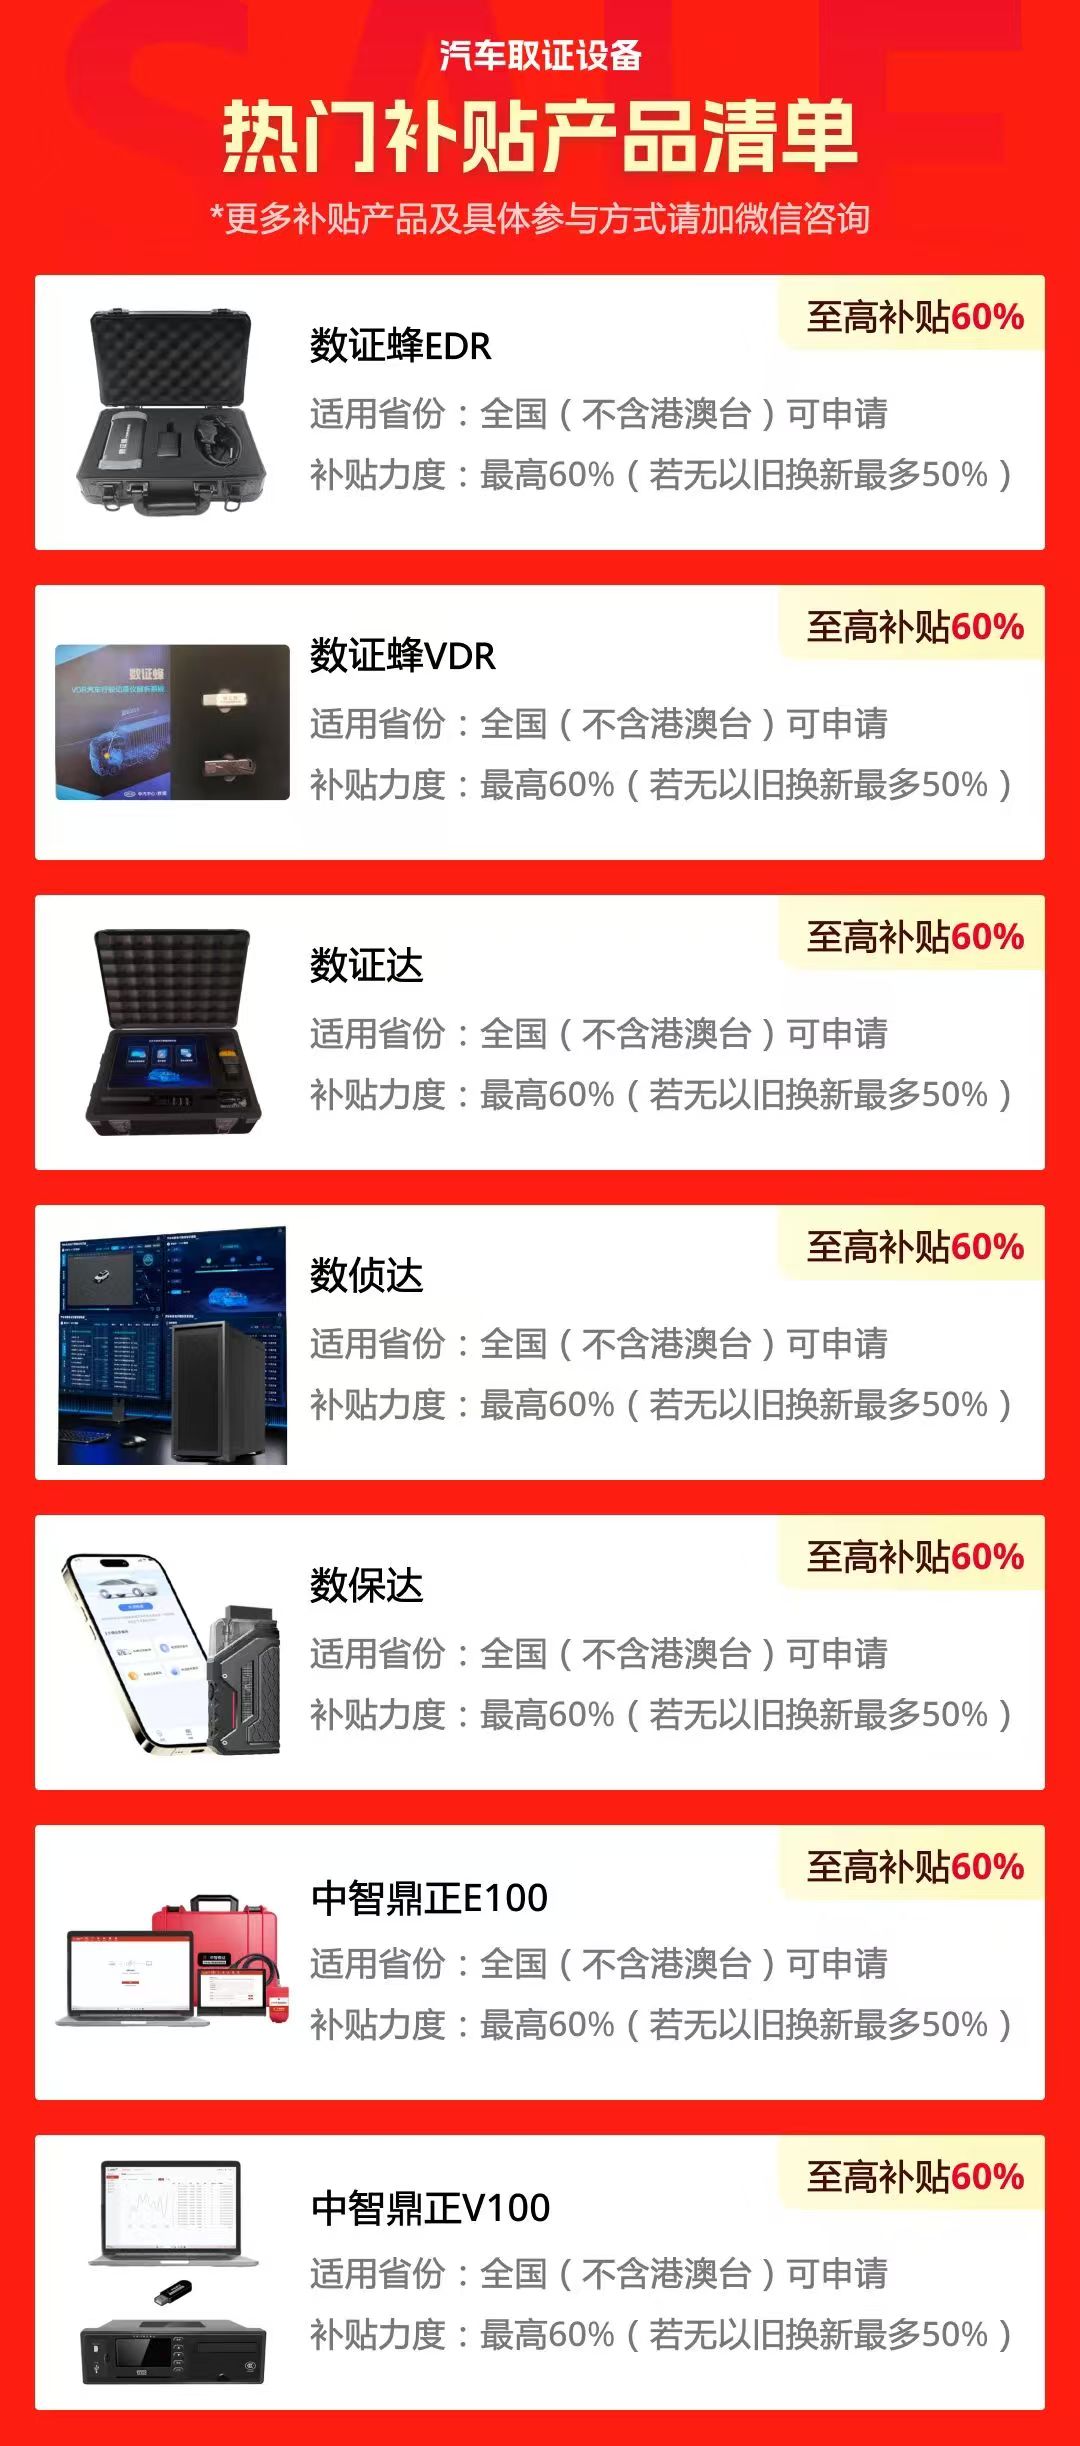 汽车取证设备
热门补贴产品清单
*更多补贴产品及具体参与方式请加微信咨询
至高补贴60%
数证蜂EDR
适用省份：全国（不含港澳台）可申请
补贴力度：最高60%（若无以旧换新最多50%）
至高补贴60%
数证蜂VDR
适用省份：全国（不含港澳台）可申请
补贴力度：最高60%（若无以旧换新最多50%）
数证蜂
VDR汽车行驶记录仪解析系统
至高补贴60%
数证达
适用省份：全国（不含港澳台）可申请
补贴力度：最高60%（若无以旧换新最多50%）
至高补贴60%
数侦达
适用省份：全国（不含港澳台）可申请
补贴力度：最高60%（若无以旧换新最多50%）
至高补贴60%
数保达
适用省份：全国（不含港澳台）可申请
补贴力度：最高60%（若无以旧换新最多50%）
至高补贴60%
中智鼎正E100
适用省份：全国（不含港澳台）可申请
补贴力度：最高60%（若无以旧换新最多50%）
至高补贴60%
中智鼎正V100
适用省份：全国（不含港澳台）可申请
补贴力度：最高60%（若无以旧换新最多50%）